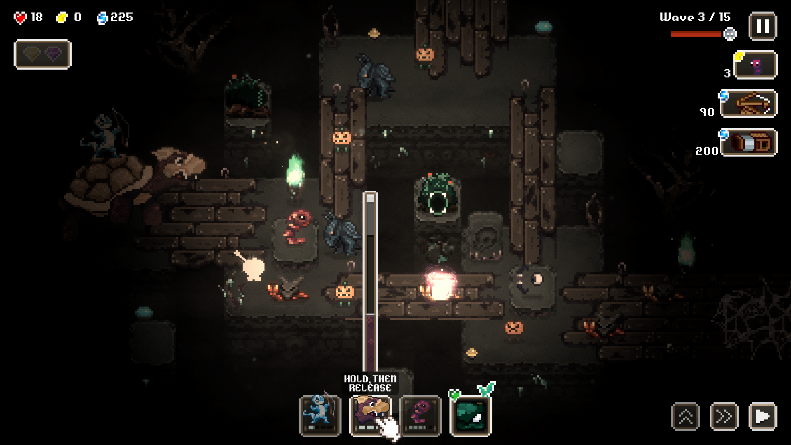 18 0 225
Wave 3 / 15
3
90
200
HOLD, THEN
RELEASE